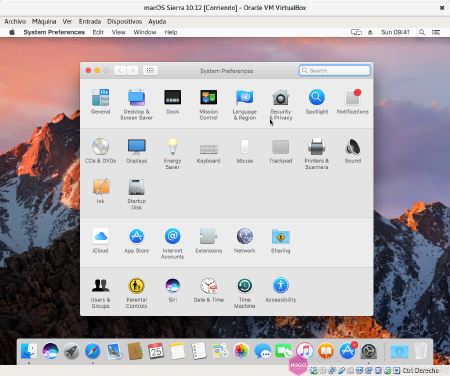 macOS Sierra 10.12 [Corriendo] - Oracle VM VirtualBox
Archivo Máquina Ver Entrada Dispositivos Ayuda
System Preferences Edit View Window Help Sun 08:41
System Preferences Search
General Desktop & Screen Saver Dock Mission Control Language & Region Security & Privacy Spotlight Notifications
CDs & DVDs Displays Energy Saver Keyboard Mouse Trackpad Printers & Scanners Sound
Ink Startup Disk
iCloud App Store Internet Accounts Extensions Network Sharing
Users & Groups Parental Controls Siri Date & Time Time Machine Accessibility
25
HUGO
Ctrl Derecho